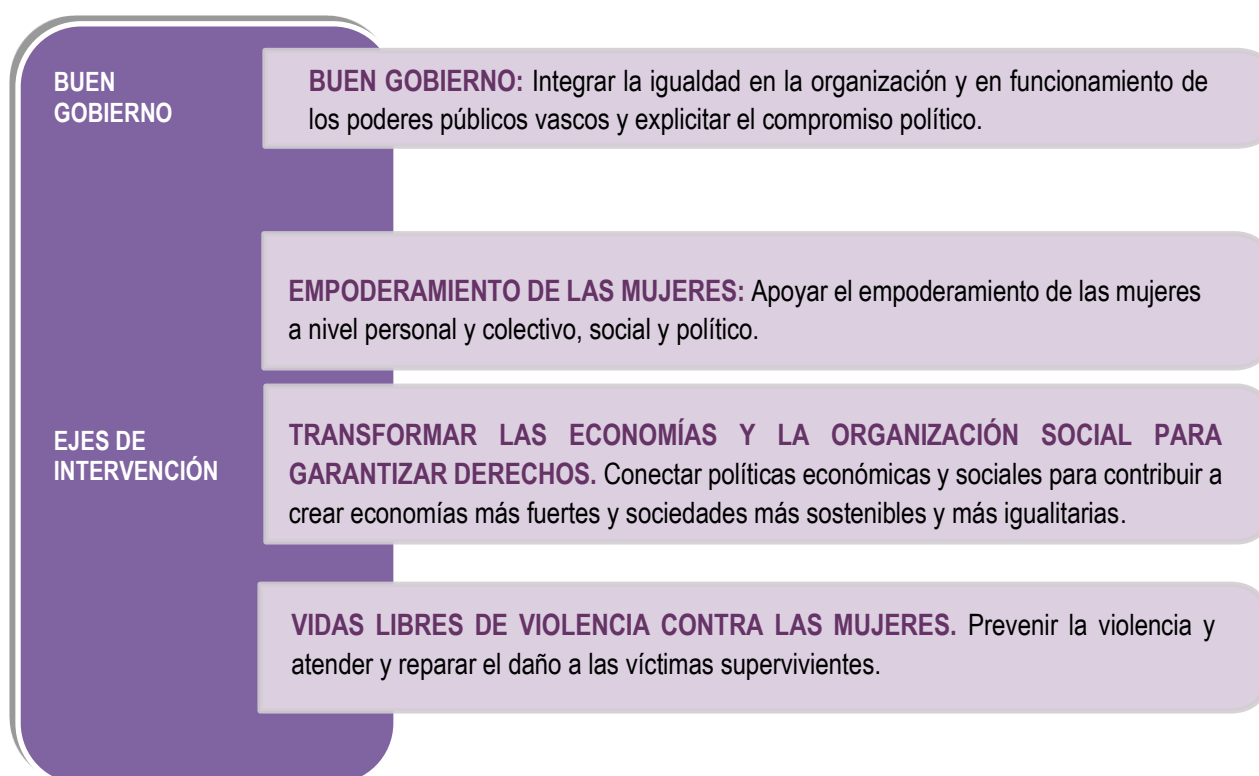 BUEN
GOBIERNO
BUEN GOBIERNO: Integrar la igualdad en la organización y en funcionamiento de
los poderes públicos vascos y explicitar el compromiso político.
EMPODERAMIENTO DE LAS MUJERES: Apoyar el empoderamiento de las mujeres
a nivel personal y colectivo, social y político.
EJES DE
INTERVENCIÓN
TRANSFORMAR LAS ECONOMÍAS Y LA ORGANIZACIÓN SOCIAL PARA
GARANTIZAR DERECHOS. Conectar políticas económicas y sociales para contribuir a
crear economías más fuertes y sociedades más sostenibles y más igualitarias.
VIDAS LIBRES DE VIOLENCIA CONTRA LAS MUJERES. Prevenir la violencia y
atender y reparar el daño a las víctimas supervivientes.